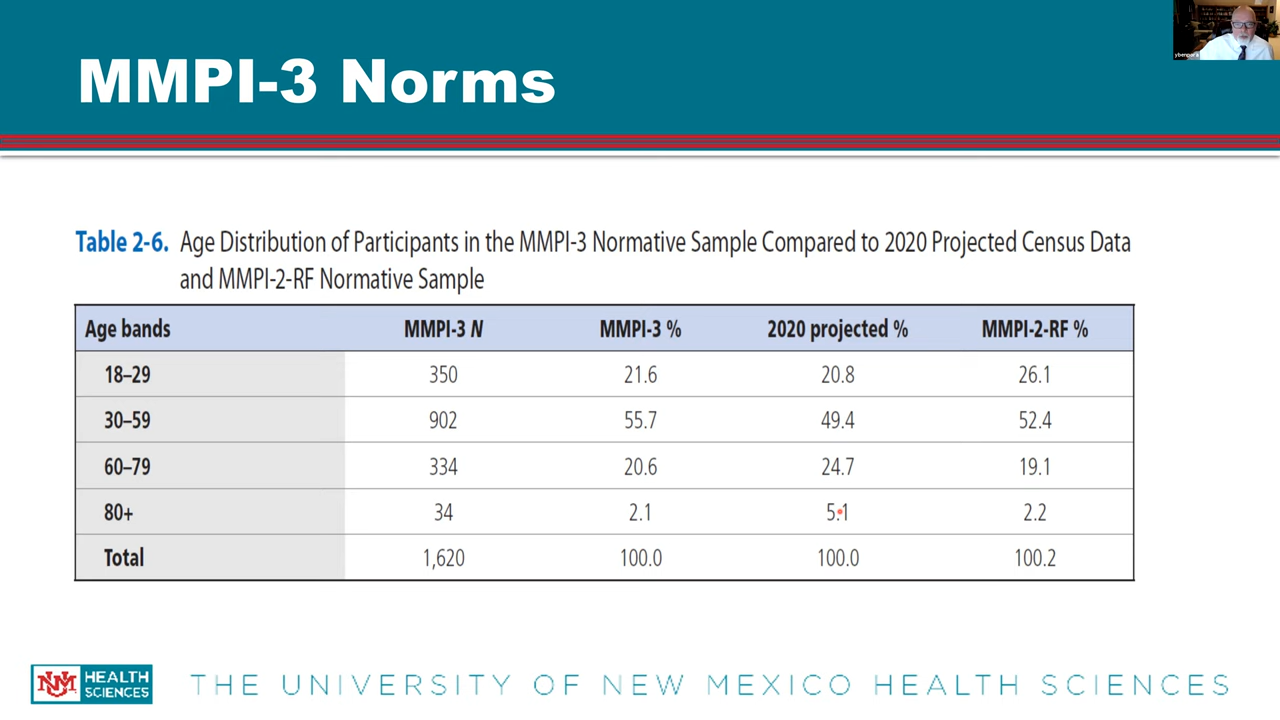 MMPI-3 Norms
Table 2-6. Age Distribution of Participants in the MMPI-3 Normative Sample Compared to 2020 Projected Census Data
and MMPI-2-RF Normative Sample
Age bands MMPI-3 N MMPI-3 % 2020 projected % MMPI-2-RF %
18–29 350 21.6 20.8 26.1
30–59 902 55.7 49.4 52.4
60–79 334 20.6 24.7 19.1
80+ 34 2.1 5.1 2.2
Total 1,620 100.0 100.0 100.2
UNM HEALTH
SCIENCES
THE UNIVERSITY OF NEW MEXICO HEALTH SCIENCES